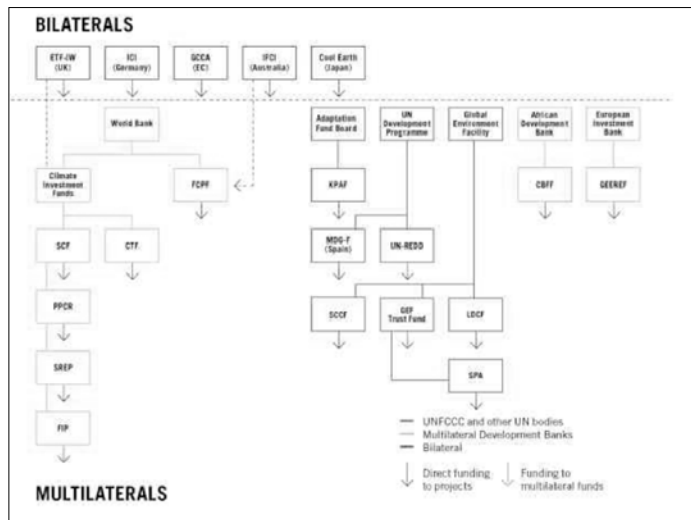 BILATERALS
ETF-IW
(UK)
ICI
(Germany)
GCCA
(EC)
IFCI
(Australia)
Cool Earth
(Japan)
World Bank
Adaptation
Fund Board
UN
Development
Programme
Global
Environment
Facility
African
Development
Bank
European
Investment
Bank
Climate
Investment
Funds
FCPF
KPAF
CBFF
GEEREF
SCF
CTF
MDG-F
(Spain)
UN-REDD
PPCR
SCCF
GEF
Trust Fund
LDCF
SREP
SPA
FIP
UNFCCC and other UN bodies
Multilateral Development Banks
Bilateral
Direct funding
to projects
Funding to
multilateral funds
MULTILATERALS